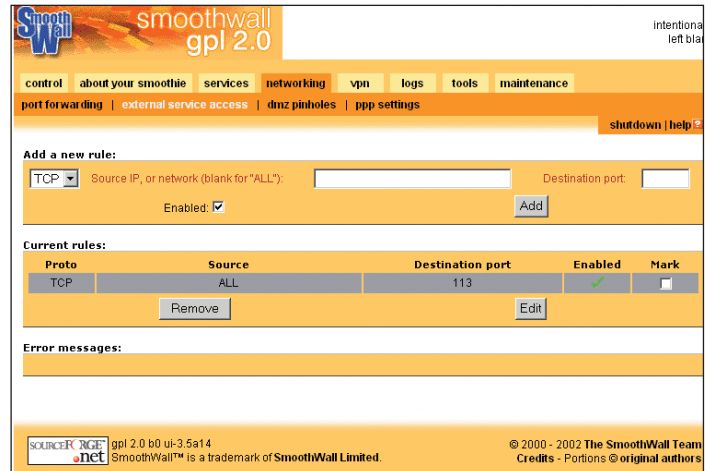 Smooth Wall
smoothwall
gpl 2.0
intentiona
left blan
control about your smoothie services networking vpn logs tools maintenance
port forwarding | external service access | dmz pinholes | ppp settings
shutdown | help ?
Add a new rule:
TCP Source IP, or network (blank for "ALL"): Destination port:
Enabled: Add
Current rules:
Proto Source Destination port Enabled Mark
TCP ALL 113
Remove Edit
Error messages:
SOURCEFORGE .net
gpl 2.0 b0 ui-3.5a14
SmoothWall™ is a trademark of SmoothWall Limited.
© 2000 - 2002 The SmoothWall Team
Credits - Portions © original authors